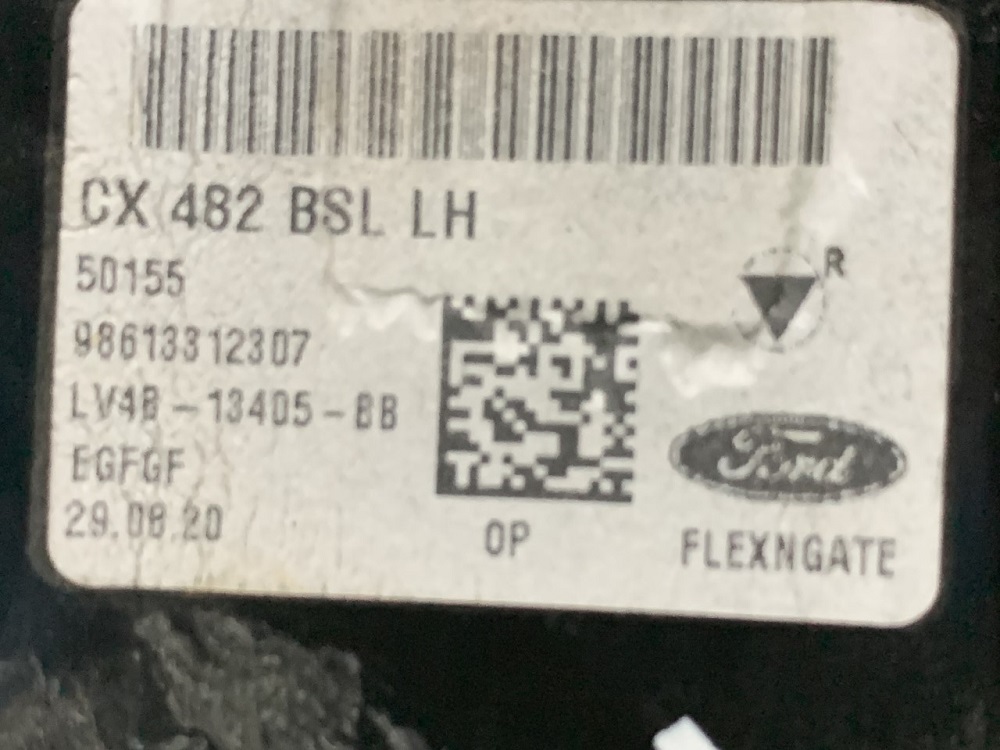 CX 482 BSL LH
50155
98613312307
LV4B-13405-BB
EGFGF
29.08.20
OP
R
Ford
FLEXNGATE